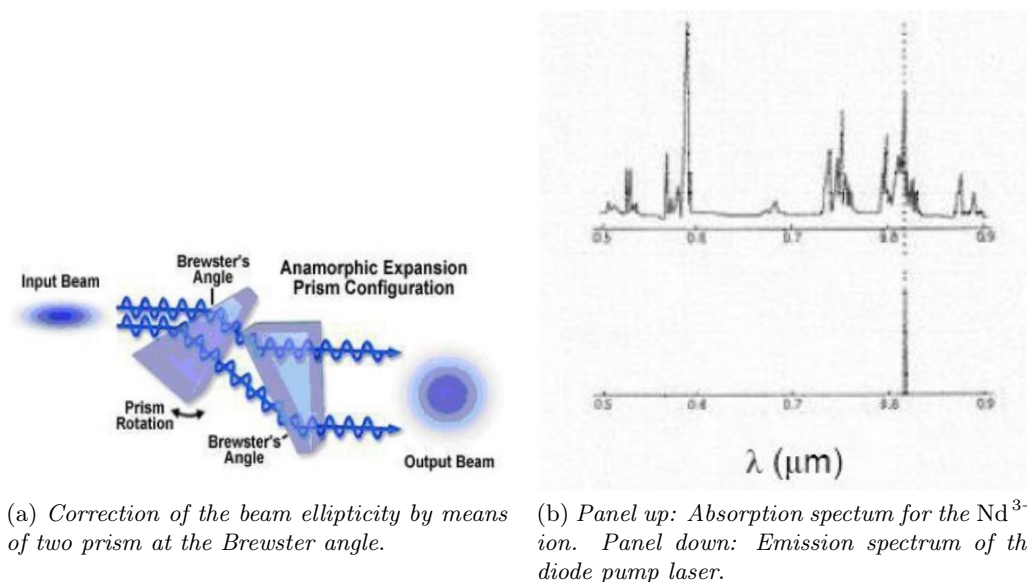 Input Beam
Brewster's
Angle
Anamorphic Expansion
Prism Configuration
Prism
Rotation
Brewster's
Angle
Output Beam
(a) Correction of the beam ellipticity by means
of two prism at the Brewster angle.
0.5 0.6 0.7 0.8 0.9
0.5 0.6 0.7 0.8 0.9
λ (μm)
(b) Panel up: Absorption spectum for the Nd3
ion. Panel down: Emission spectrum of th
diode pump laser.